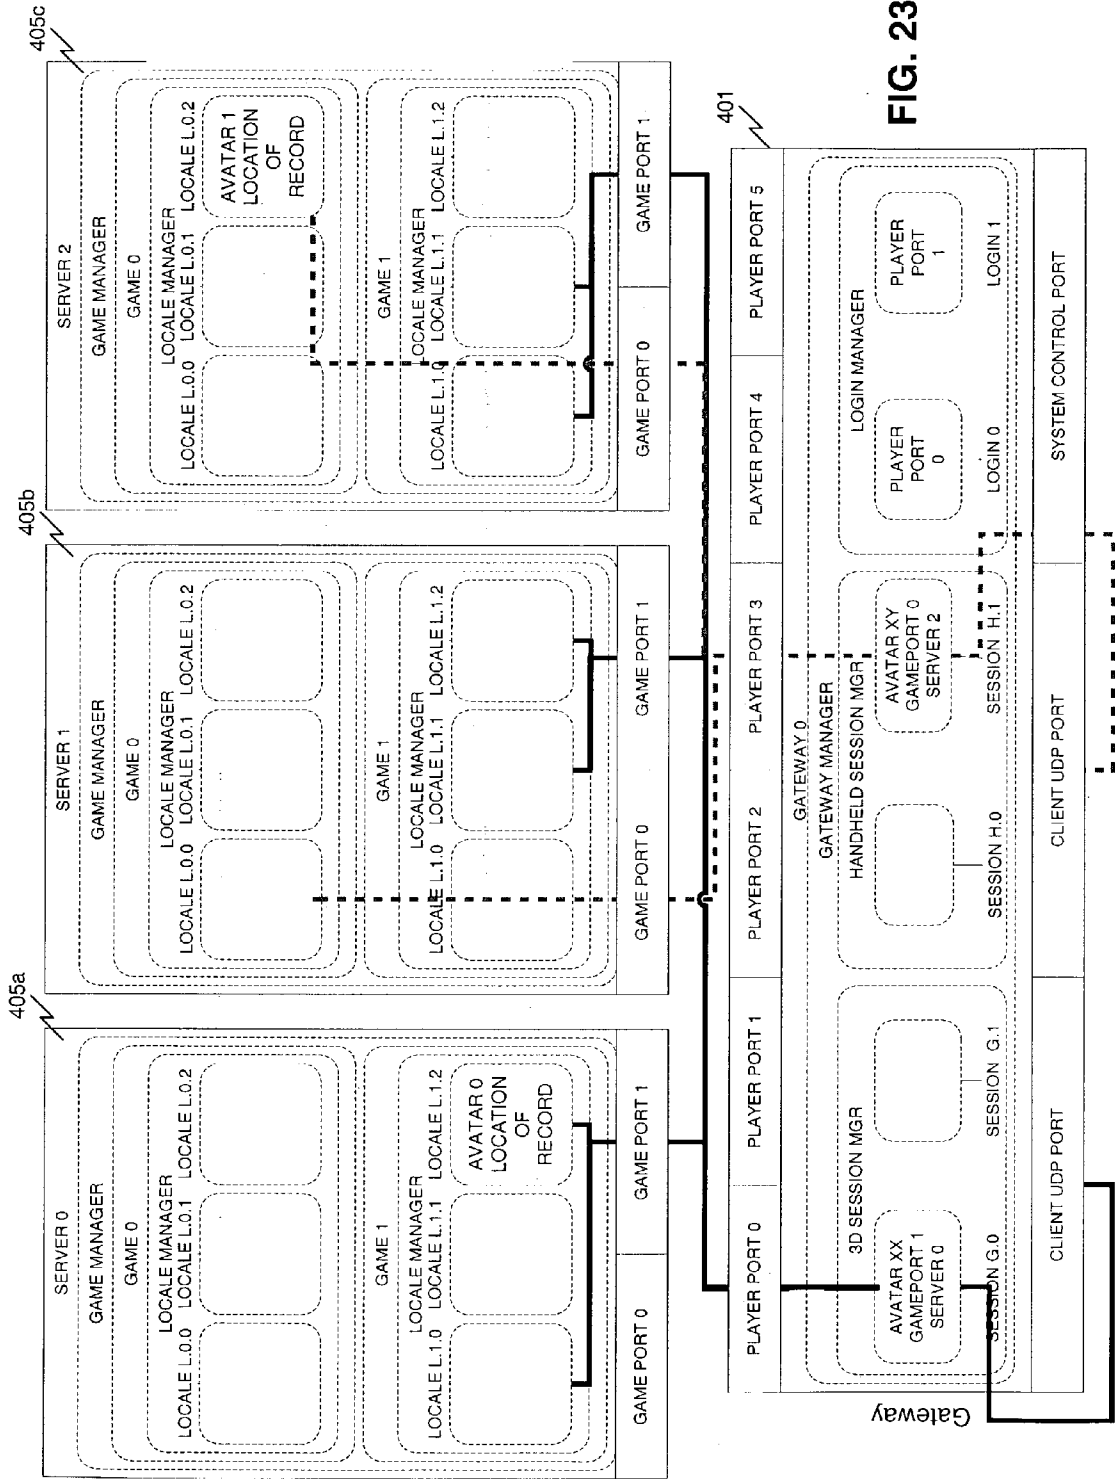 405a
SERVER 0
GAME MANAGER
GAME 0
LOCALE MANAGER
LOCALE L.0.0 LOCALE L.0.1 LOCALE L.0.2
GAME 1
LOCALE MANAGER
LOCALE L.1.0 LOCALE L.1.1 LOCALE L.1.2
AVATAR 0
LOCATION
OF
RECORD
GAME PORT 0
GAME PORT 1
405b
SERVER 1
GAME MANAGER
GAME 0
LOCALE MANAGER
LOCALE L.0.0 LOCALE L.0.1 LOCALE L.0.2
GAME 1
LOCALE MANAGER
LOCALE L.1.0 LOCALE L.1.1 LOCALE L.1.2
GAME PORT 0
GAME PORT 1
405c
SERVER 2
GAME MANAGER
GAME 0
LOCALE MANAGER
LOCALE L.0.0 LOCALE L.0.1 LOCALE L.0.2
AVATAR 1
LOCATION
OF
RECORD
GAME 1
LOCALE MANAGER
LOCALE L.1.0 LOCALE L.1.1 LOCALE L.1.2
GAME PORT 0
GAME PORT 1
401
PLAYER PORT 0
PLAYER PORT 1
PLAYER PORT 2
PLAYER PORT 3
PLAYER PORT 4
PLAYER PORT 5
GATEWAY 0
GATEWAY MANAGER
3D SESSION MGR
HANDHELD SESSION MGR
LOGIN MANAGER
AVATAR XX
GAMEPORT 1
SERVER 0
AVATAR XY
GAMEPORT 0
SERVER 2
PLAYER
PORT
0
PLAYER
PORT
1
SESSION G.0
SESSION G.1
SESSION H.0
SESSION H.1
LOGIN 0
LOGIN 1
CLIENT UDP PORT
CLIENT UDP PORT
SYSTEM CONTROL PORT
Gateway
FIG. 23